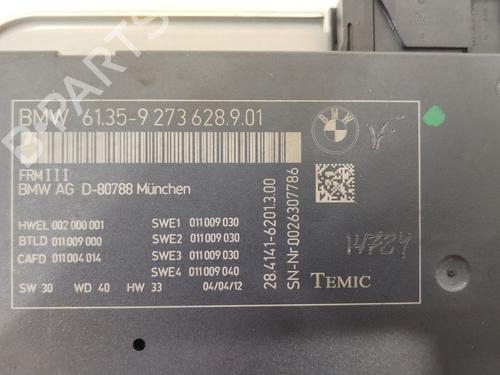 BMW 61.35-9 273 628.9.01
FRMIII
BMW AG D-80788 München
HWEL 002 000 001
BTLD 011 009 000
CAFD 011 004 014
SWE1 011 009 030
SWE2 011 009 030
SWE3 011 009 030
SWE4 011 009 040
SW 30 WD 40 HW 33 04/04/12
28.4141-6201.3.00
SN-Nr 0026307786
BMW
TEMIC